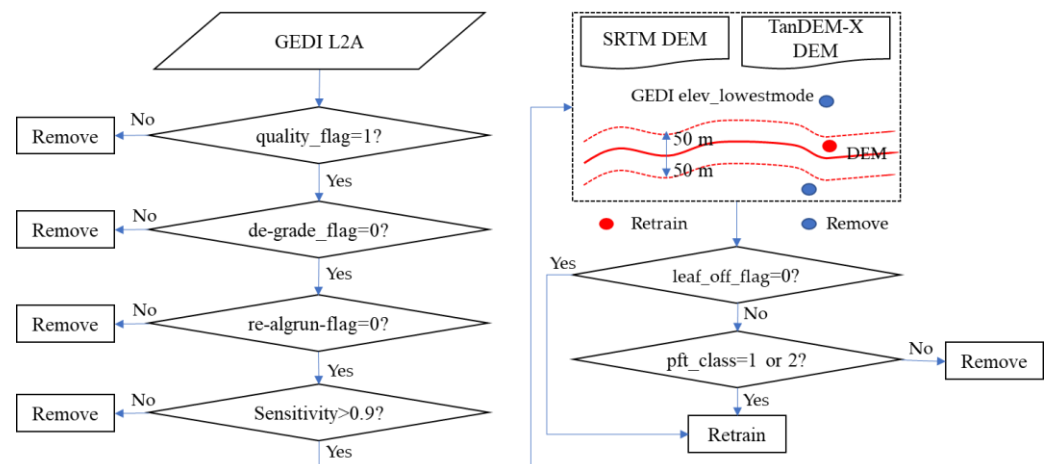 GEDI L2A
quality_flag=1?
No
Remove
Yes
de-grade_flag=0?
No
Remove
Yes
re-algrun-flag=0?
No
Remove
Yes
Sensitivity>0.9?
No
Remove
Yes
SRTM DEM
TanDEM-X
DEM
GEDI elev_lowestmode
50 m
DEM
50 m
Retrain
Remove
leaf_off_flag=0?
Yes
No
pft_class=1 or 2?
No
Remove
Yes
Retrain